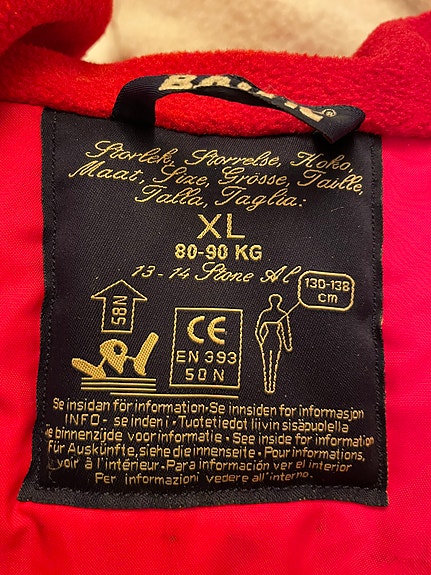 Storlek, Storrelse, Koko,
Maat, Size, Grösse, Taille,
Talla, Taglia:
XL
80-90 KG
13-14 Stone Al
130-138
cm
58N
CE
EN 393
50N
Se insidan för information·Se innsiden for informasjon
INFO- se inden i · Tuotetiedot liivin sisäpuolella
ie binnenzijde voor informatie · See inside for information
Für Auskünfte, siehe die innenseite · Pour informations,
voir à l'intérieur · Para información ver el interior
Per informazioni vedere all'interno.